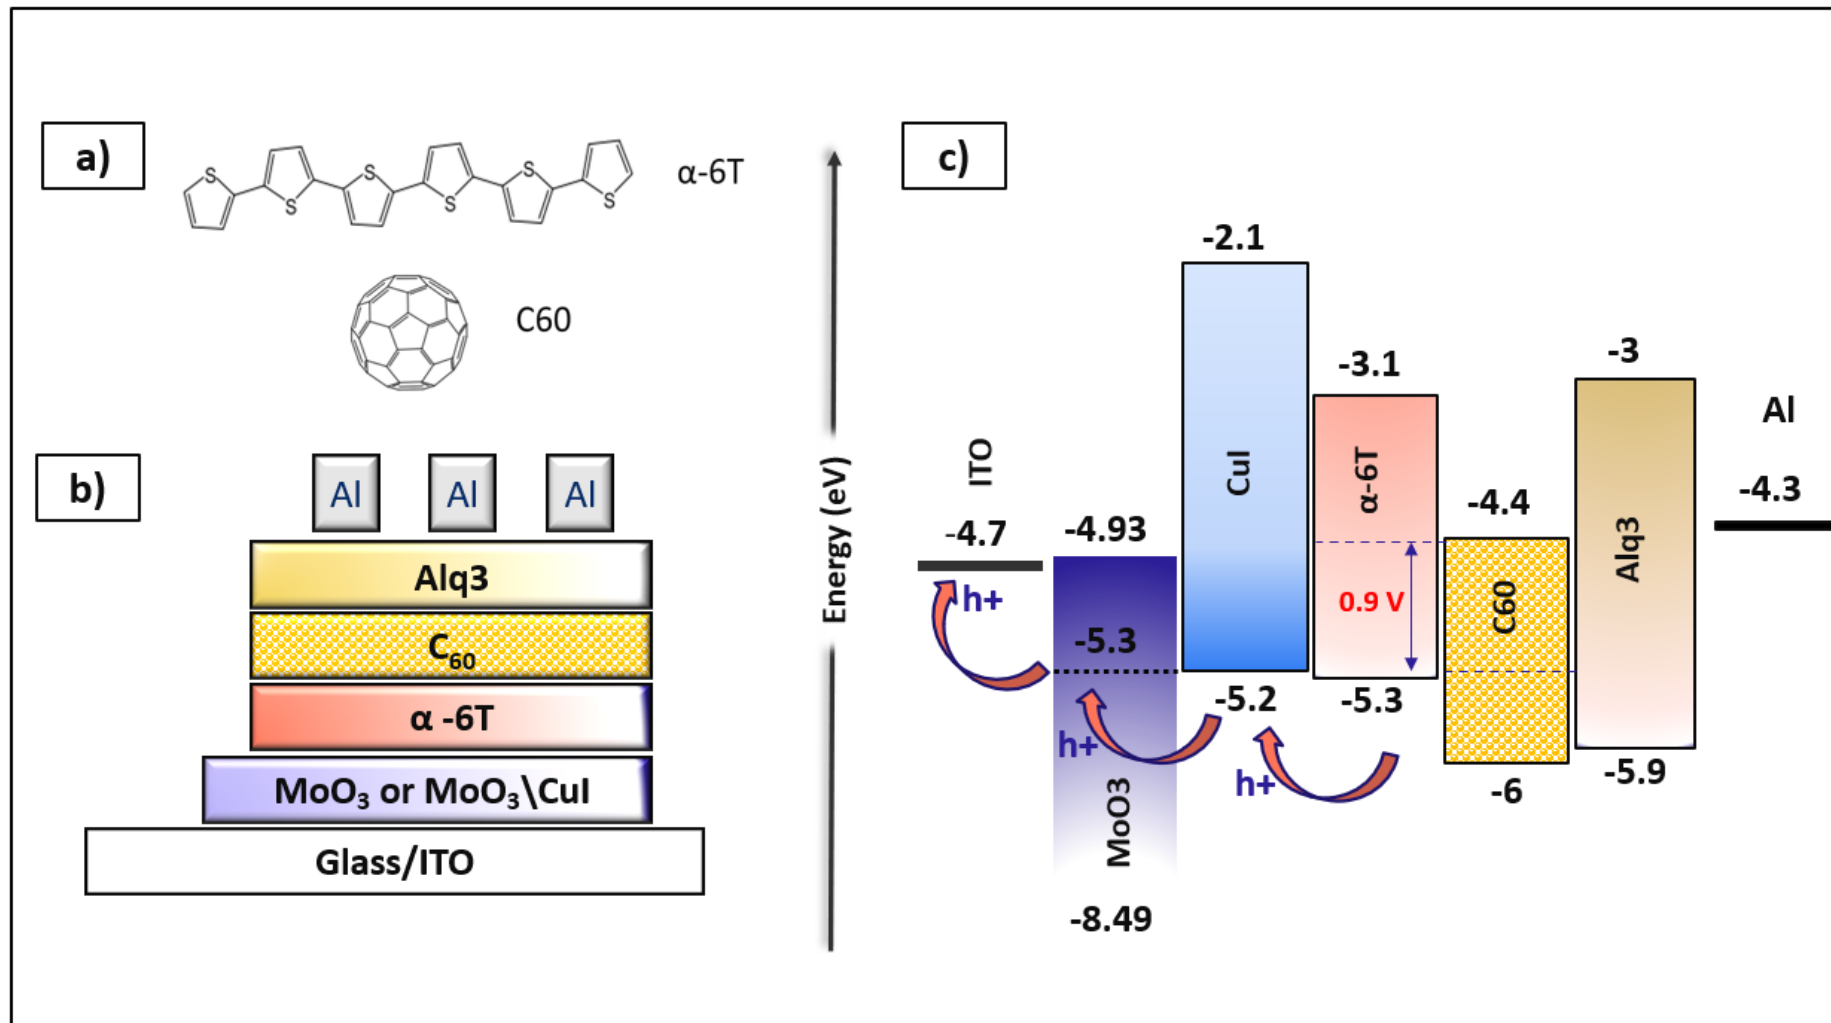 a)
S
S
S
S
S
S
α-6T
C60
b)
Al
Al
Al
Alq3
C₆₀
α -6T
MoO₃ or MoO₃\CuI
Glass/ITO
Energy (eV)
c)
ITO
-4.7
-4.93
-5.3
MoO3
-8.49
-2.1
CuI
-5.2
-3.1
α-6T
0.9 V
-5.3
-4.4
C60
-6
-3
Alq3
-5.9
Al
-4.3
h+
h+
h+